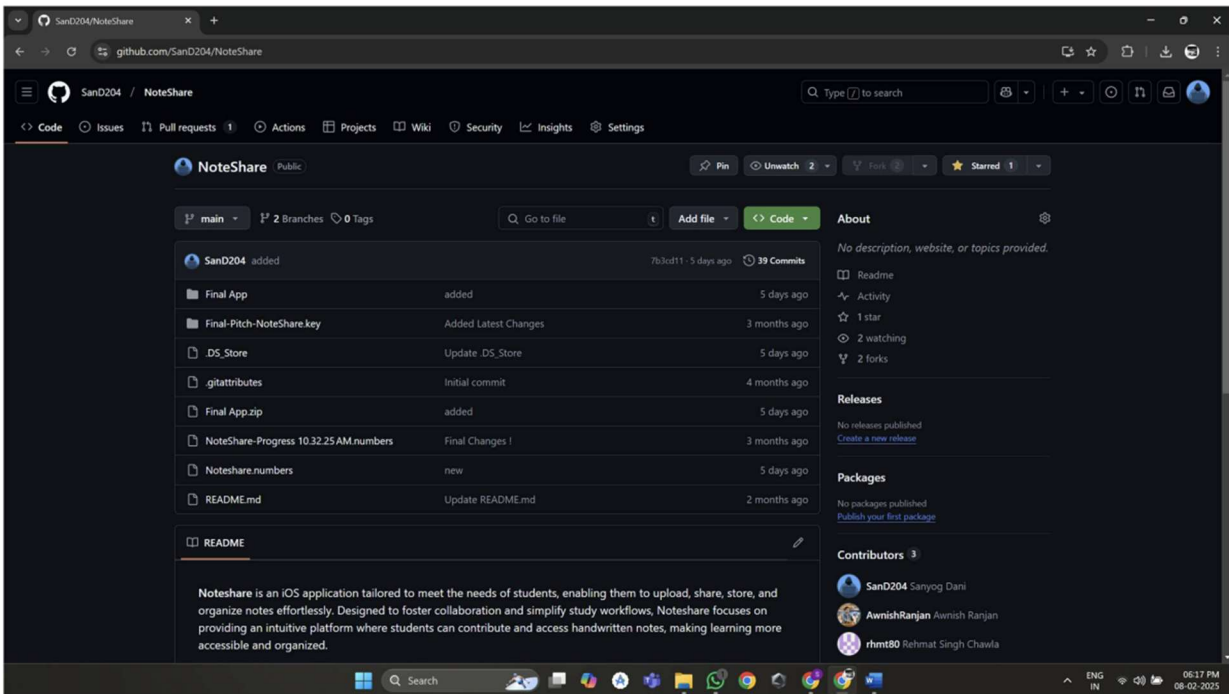 SanD204/NoteShare
github.com/SanD204/NoteShare
SanD204 / NoteShare
Type / to search
Code Issues Pull requests 1 Actions Projects Wiki Security Insights Settings
NoteShare Public
Pin Unwatch 2 Fork 2 Starred 1
main 2 Branches 0 Tags Go to file t Add file Code
SanD204 added 7b3cd11 · 5 days ago 39 Commits
Final App added 5 days ago
Final-Pitch-NoteShare.key Added Latest Changes 3 months ago
.DS_Store Update .DS_Store 5 days ago
.gitattributes Initial commit 4 months ago
Final App.zip added 5 days ago
NoteShare-Progress 10.32.25 AM.numbers Final Changes ! 3 months ago
Noteshare.numbers new 5 days ago
README.md Update README.md 2 months ago
README
Noteshare is an iOS application tailored to meet the needs of students, enabling them to upload, share, store, and
organize notes effortlessly. Designed to foster collaboration and simplify study workflows, Noteshare focuses on
providing an intuitive platform where students can contribute and access handwritten notes, making learning more
accessible and organized.
About
No description, website, or topics provided.
Readme
Activity
1 star
2 watching
2 forks
Releases
No releases published
Create a new release
Packages
No packages published
Publish your first package
Contributors 3
SanD204 Sanyog Dani
AwnishRanjan Awnish Ranjan
rhmt80 Rehmat Singh Chawla
Search
ENG
IN
06:17 PM
08-02-2025